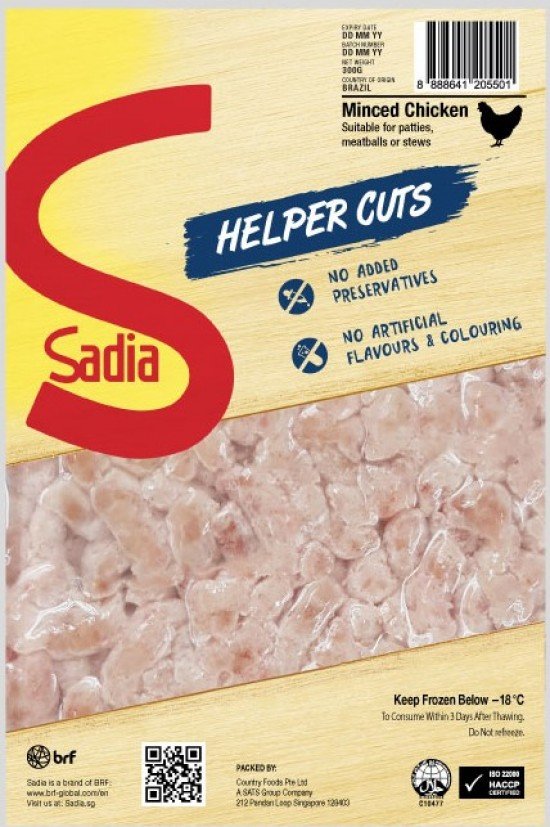 EXPIRY DATE
DD MM YY
BATCH NUMBER
DD MM YY
NET WEIGHT
300G
COUNTRY OF ORIGIN
BRAZIL
8 888641 205501
Minced Chicken
Suitable for patties,
meatballs or stews
HELPER CUTS
NO ADDED
PRESERVATIVES
NO ARTIFICIAL
FLAVOURS & COLOURING
Sadia
Keep Frozen Below –18°C
To Consume Within 3 Days After Thawing.
Do Not refreeze.
brf
Sadia is a brand of BRF:
www.brf-global.com/en
Visit us at: Sadia.sg
PACKED BY:
Country Foods Pte Ltd
A SATS Group Company
212 Pandan Loop Singapore 128403
C10477
ISO 22000
HACCP
CERTIFIED